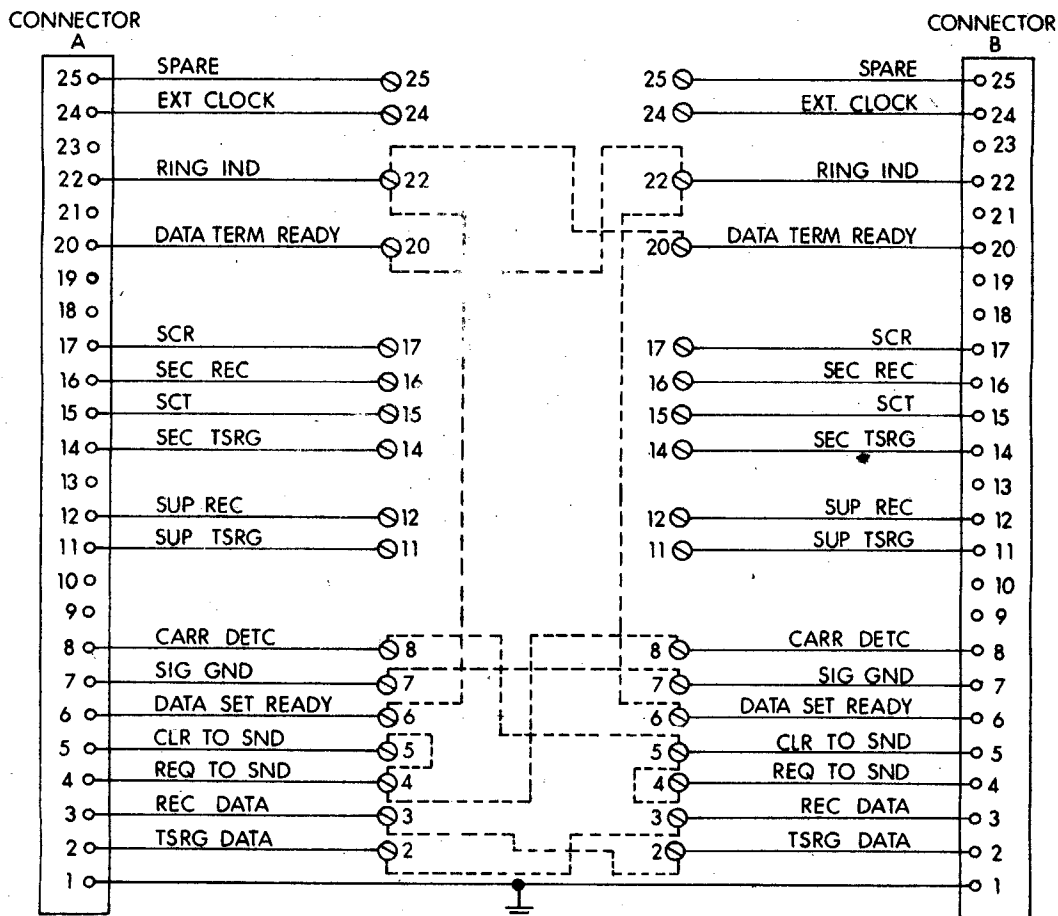 CONNECTOR A CONNECTOR B
25 SPARE 25 25 SPARE 25
24 EXT CLOCK 24 24 EXT. CLOCK 24
23 23
22 RING IND 22 22 RING IND 22
21 21
20 DATA TERM READY 20 20 DATA TERM READY 20
19 19
18 18
17 SCR 17 17 SCR 17
16 SEC REC 16 16 SEC REC 16
15 SCT 15 15 SCT 15
14 SEC TSRG 14 14 SEC TSRG 14
13 13
12 SUP REC 12 12 SUP REC 12
11 SUP TSRG 11 11 SUP TSRG 11
10 10
9 9
8 CARR DETC 8 8 CARR DETC 8
7 SIG GND 7 7 SIG GND 7
6 DATA SET READY 6 6 DATA SET READY 6
5 CLR TO SND 5 5 CLR TO SND 5
4 REQ TO SND 4 4 REQ TO SND 4
3 REC DATA 3 3 REC DATA 3
2 TSRG DATA 2 2 TSRG DATA 2
1 1